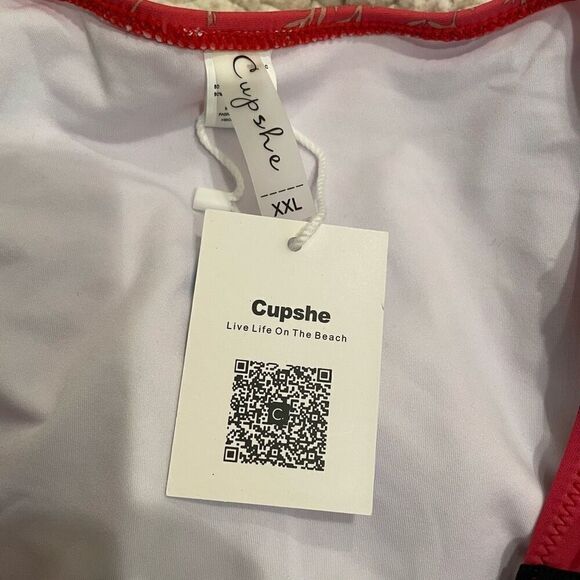 Cupshe
XXL
Cupshe
Live Life On The Beach
C